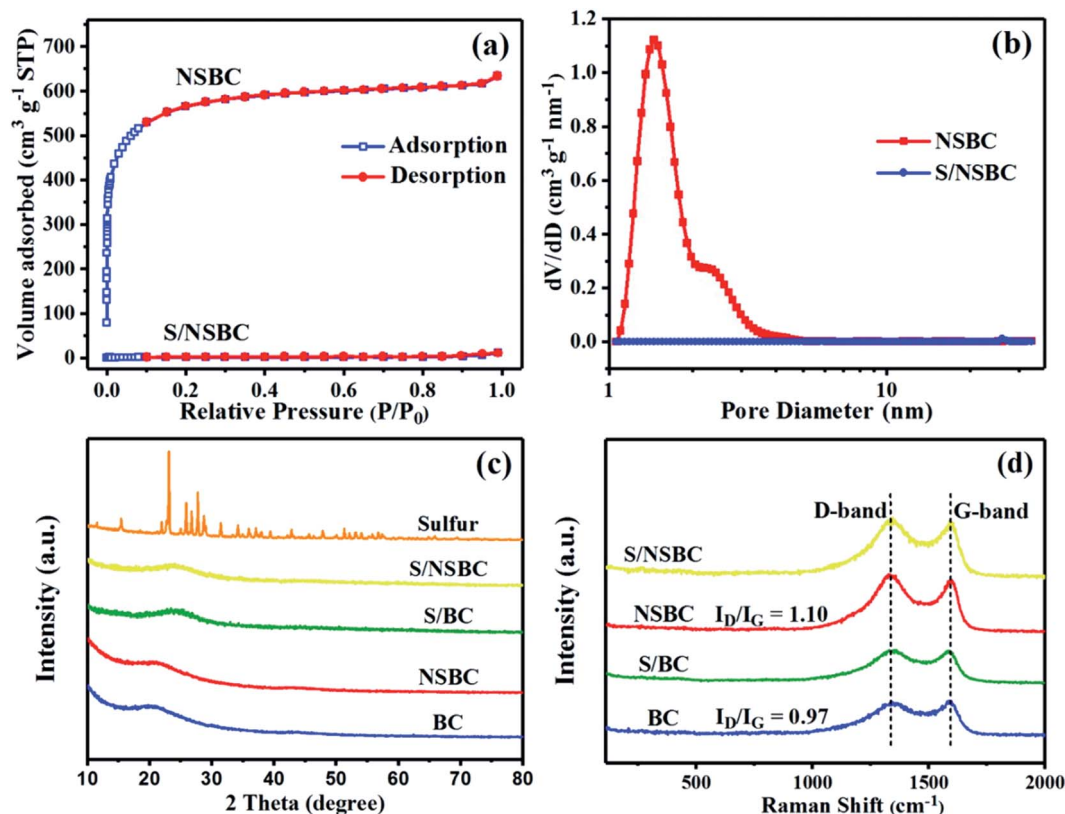 (a)
NSBC
Adsorption
Desorption
S/NSBC
Volume adsorbed (cm³ g⁻¹ STP)
700
600
500
400
300
200
100
0
0.0 0.2 0.4 0.6 0.8 1.0
Relative Pressure (P/P₀)
(b)
NSBC
S/NSBC
dV/dD (cm³ g⁻¹ nm⁻¹)
1.2
1.0
0.8
0.6
0.4
0.2
0.0
1 10
Pore Diameter (nm)
(c)
Sulfur
S/NSBC
S/BC
NSBC
BC
Intensity (a.u.)
10 20 30 40 50 60 70 80
2 Theta (degree)
(d)
D-band G-band
S/NSBC
NSBC I_D/I_G = 1.10
S/BC
BC I_D/I_G = 0.97
Intensity (a.u.)
500 1000 1500 2000
Raman Shift (cm⁻¹)